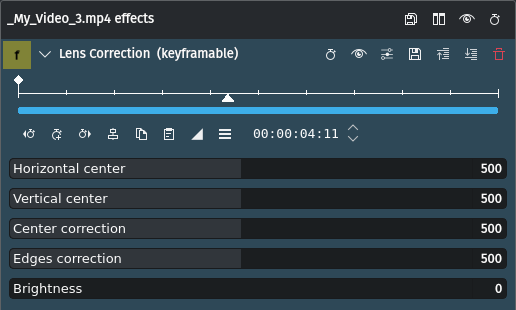 _My_Video_3.mp4 effects
f Lens Correction (keyframable)
00:00:04:11
Horizontal center 500
Vertical center 500
Center correction 500
Edges correction 500
Brightness 0